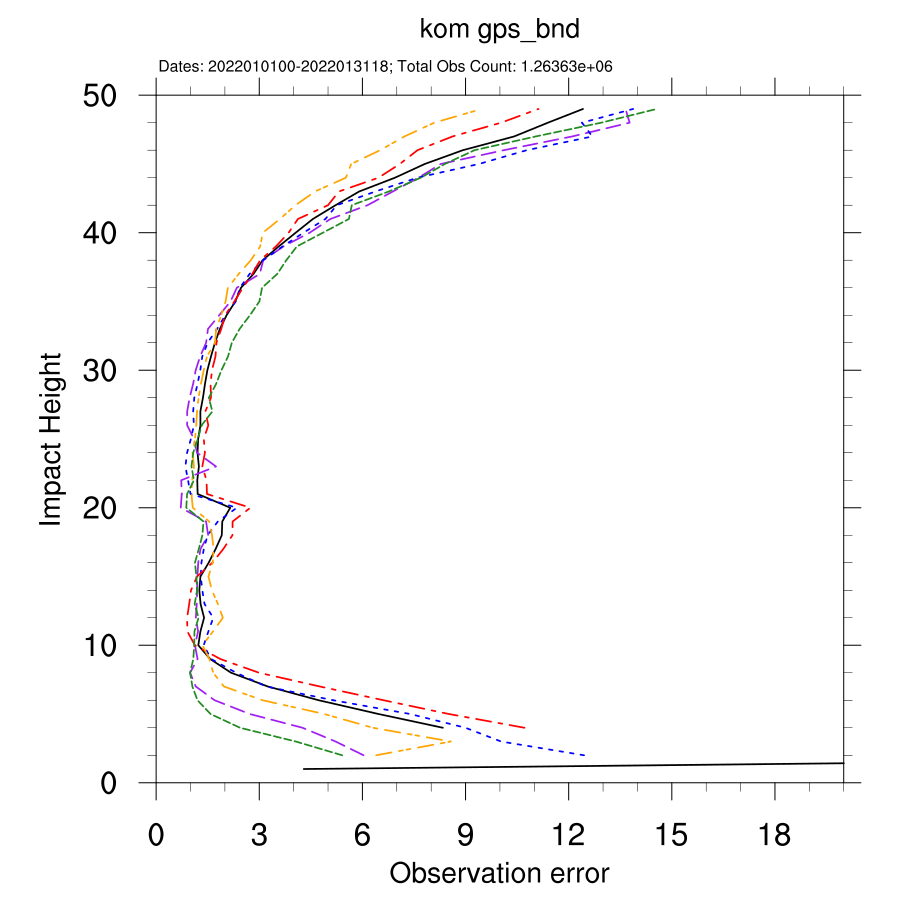 kom gps_bnd
Dates: 2022010100-2022013118; Total Obs Count: 1.26363e+06
50
40
30
20
10
0
Impact Height
0 3 6 9 12 15 18
Observation error